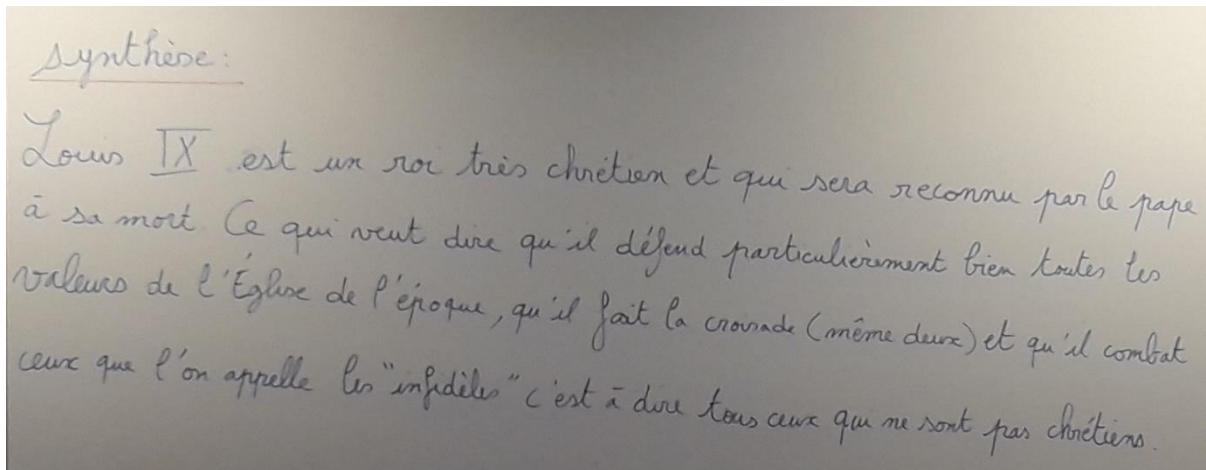 Synthèse :
Louis IX est un roi très chrétien et qui sera reconnu par le pape
à sa mort. Ce qui veut dire qu'il défend particulièrement bien toutes les
valeurs de l'Église de l'époque, qu'il fait la croisade (même deux) et qu'il combat
ceux que l'on appelle les "infidèles" c'est à dire tous ceux qui ne sont pas chrétiens.